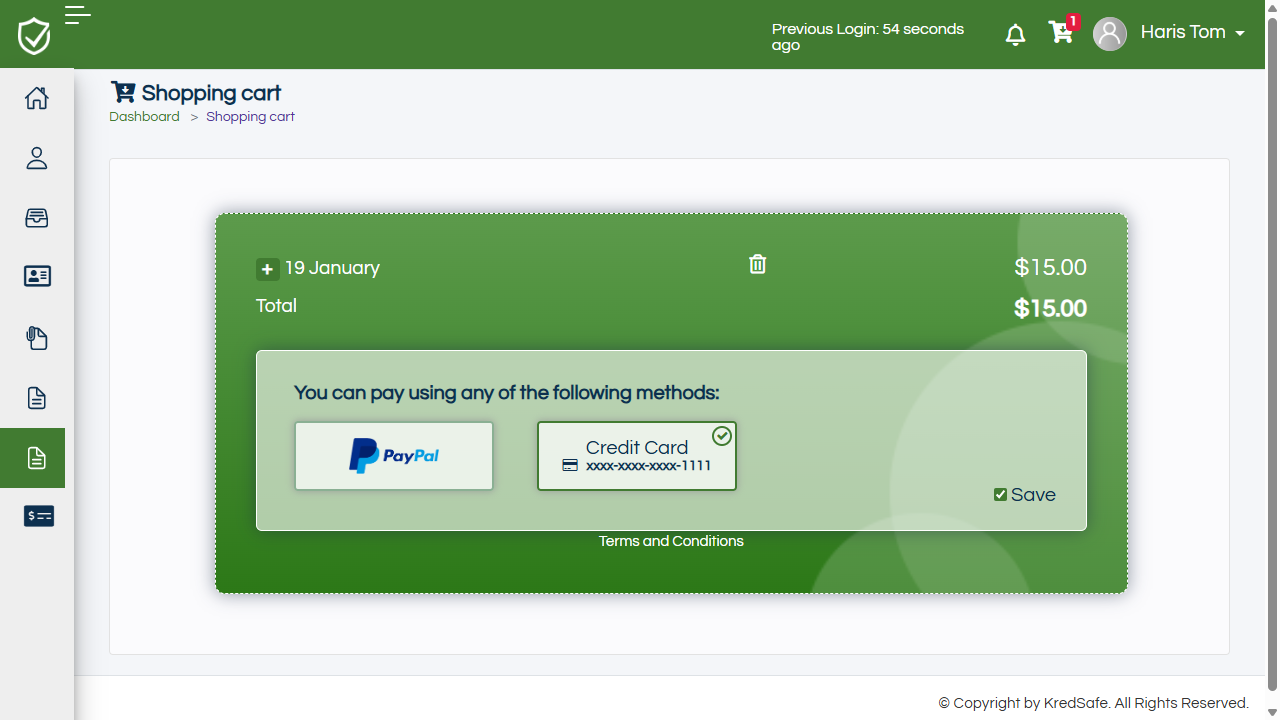 Previous Login: 54 seconds
ago
1
Haris Tom
Shopping cart
Dashboard > Shopping cart
+ 19 January $15.00
Total $15.00
You can pay using any of the following methods:
PayPal
Credit Card
xxxx-xxxx-xxxx-1111
Save
Terms and Conditions
© Copyright by KredSafe. All Rights Reserved.